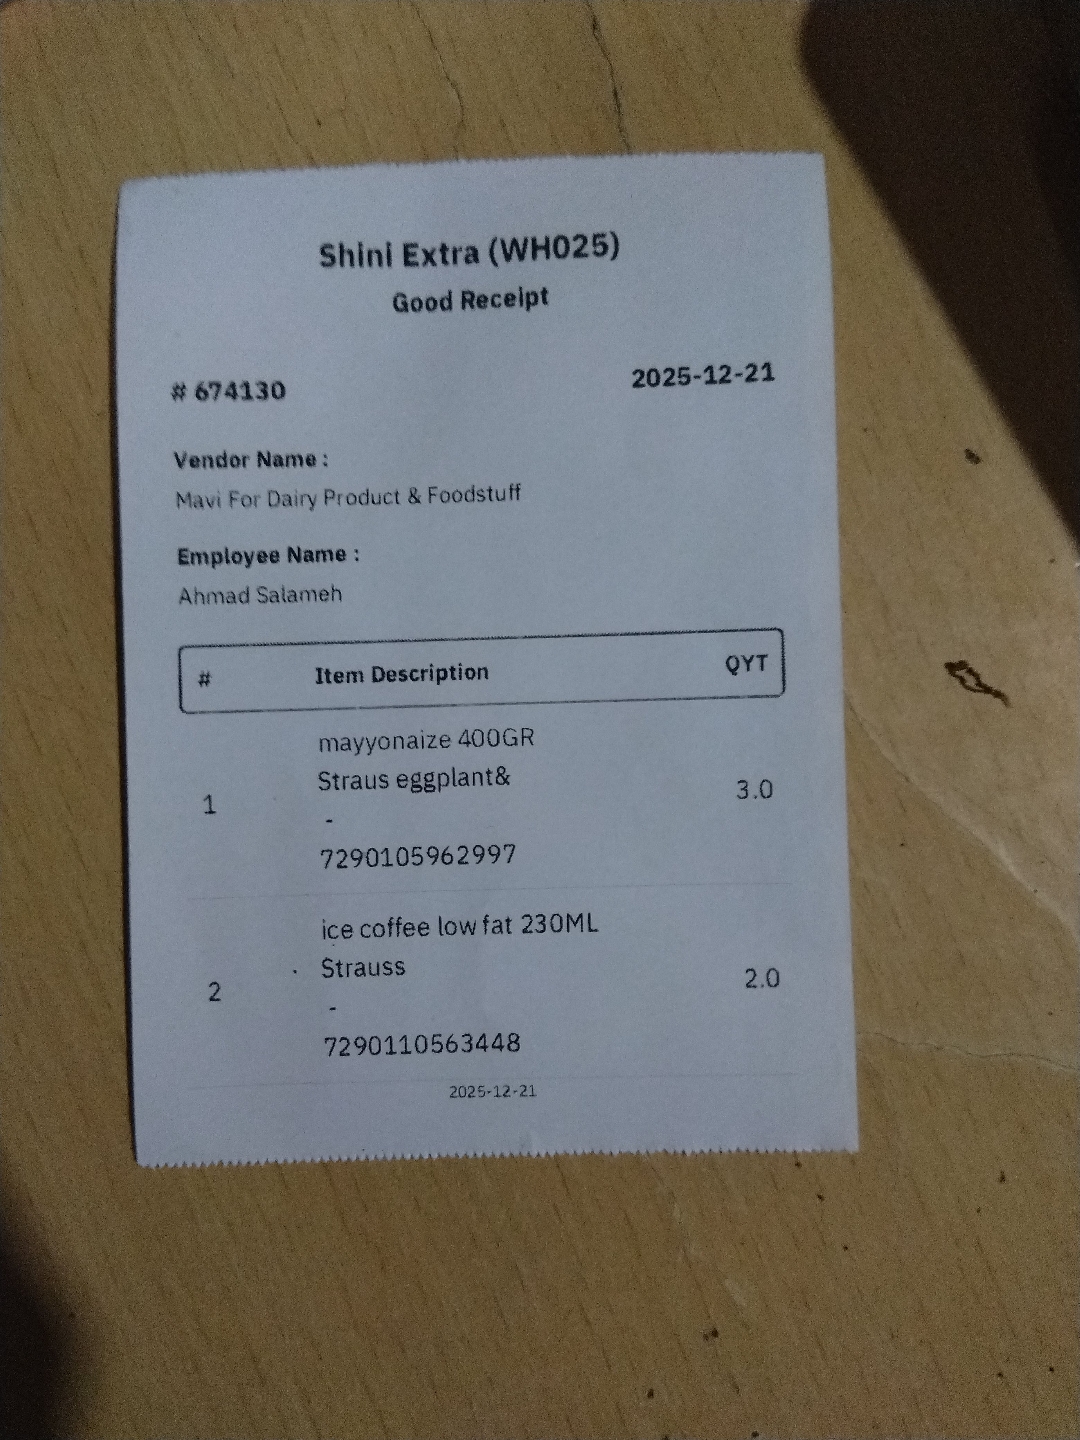 Shini Extra (WH025)
Good Receipt
# 674130 2025-12-21
Vendor Name :
Mavi For Dairy Product & Foodstuff
Employee Name :
Ahmad Salameh
# Item Description QYT
mayyonaize 400GR
Straus eggplant&
1 3.0
-
7290105962997
ice coffee low fat 230ML
Strauss
2 2.0
-
7290110563448
2025-12-21